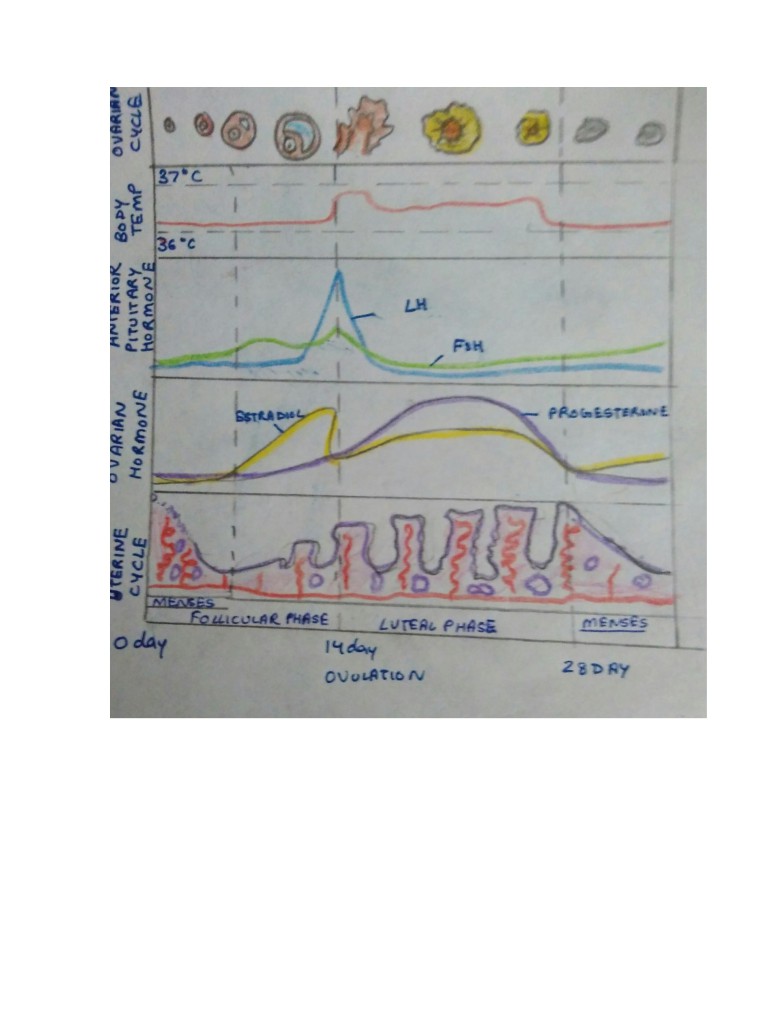 OVARIAN
CYCLE
37°C
BODY
TEMP
36°C
ANTERIOR
PITUITARY
HORMONE
LH
FSH
OVARIAN
HORMONE
ESTRADIOL
PROGESTERONE
UTERINE
CYCLE
MENSES
FOLLICULAR PHASE
LUTEAL PHASE
MENSES
0 day
14 day
28 DAY
OVULATION